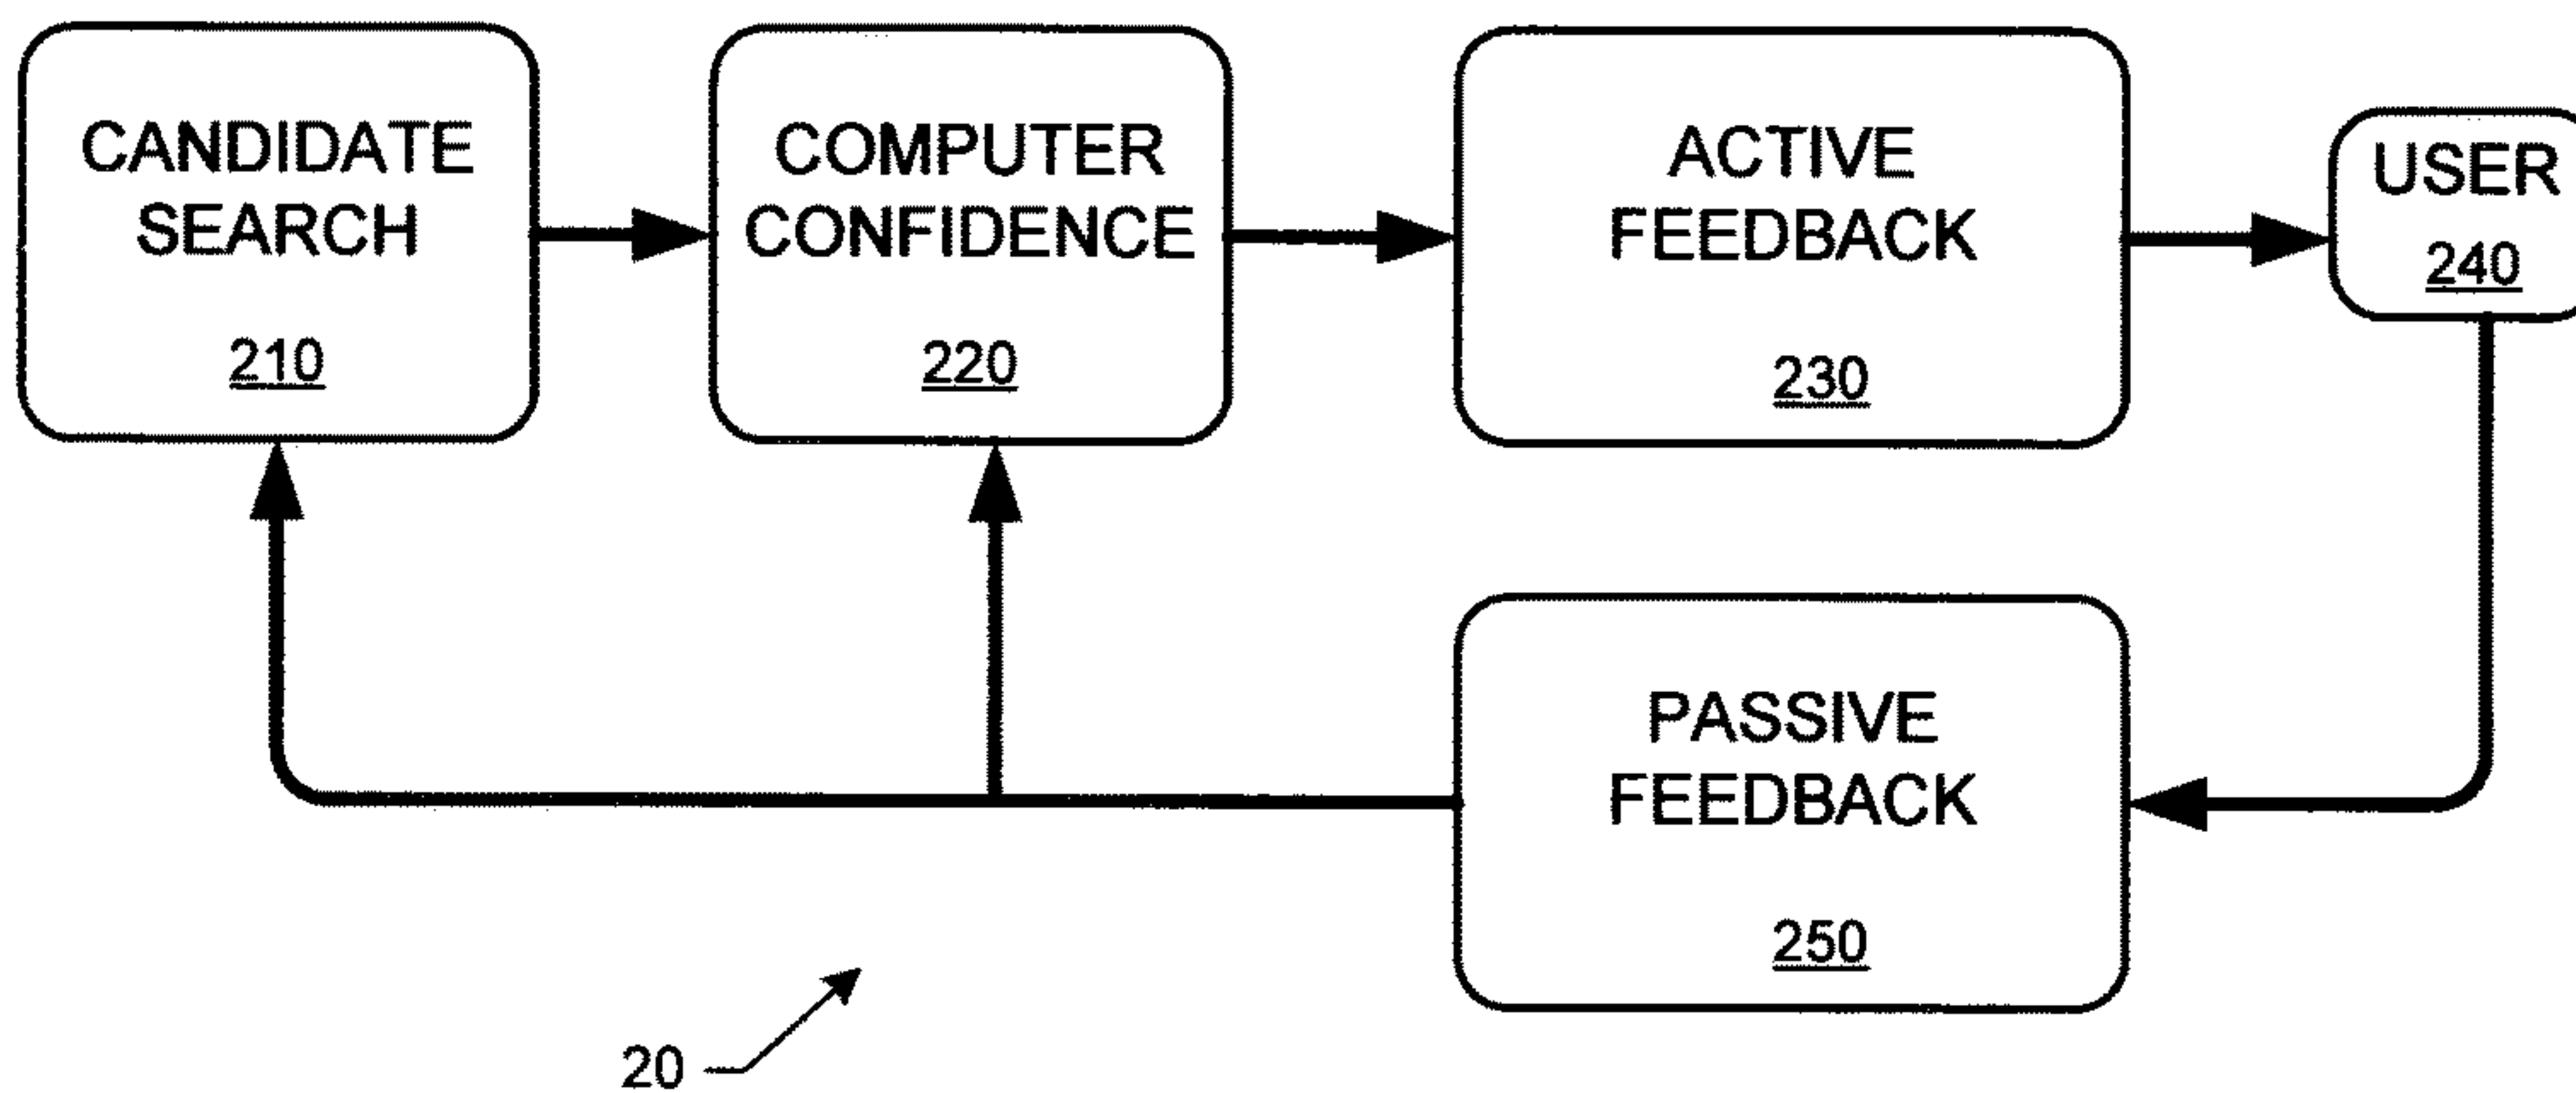 CANDIDATE
SEARCH
210
COMPUTER
CONFIDENCE
220
ACTIVE
FEEDBACK
230
USER
240
PASSIVE
FEEDBACK
250
20